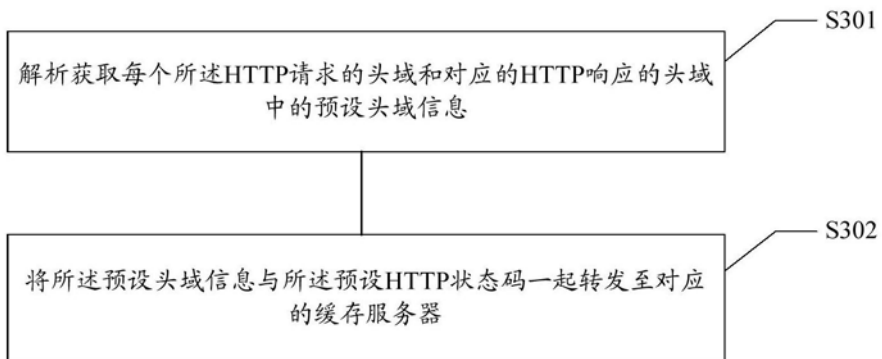 S301
解析获取每个所述HTTP请求的头域和对应的HTTP响应的头域
中的预设头域信息
S302
将所述预设头域信息与所述预设HTTP状态码一起转发至对应
的缓存服务器